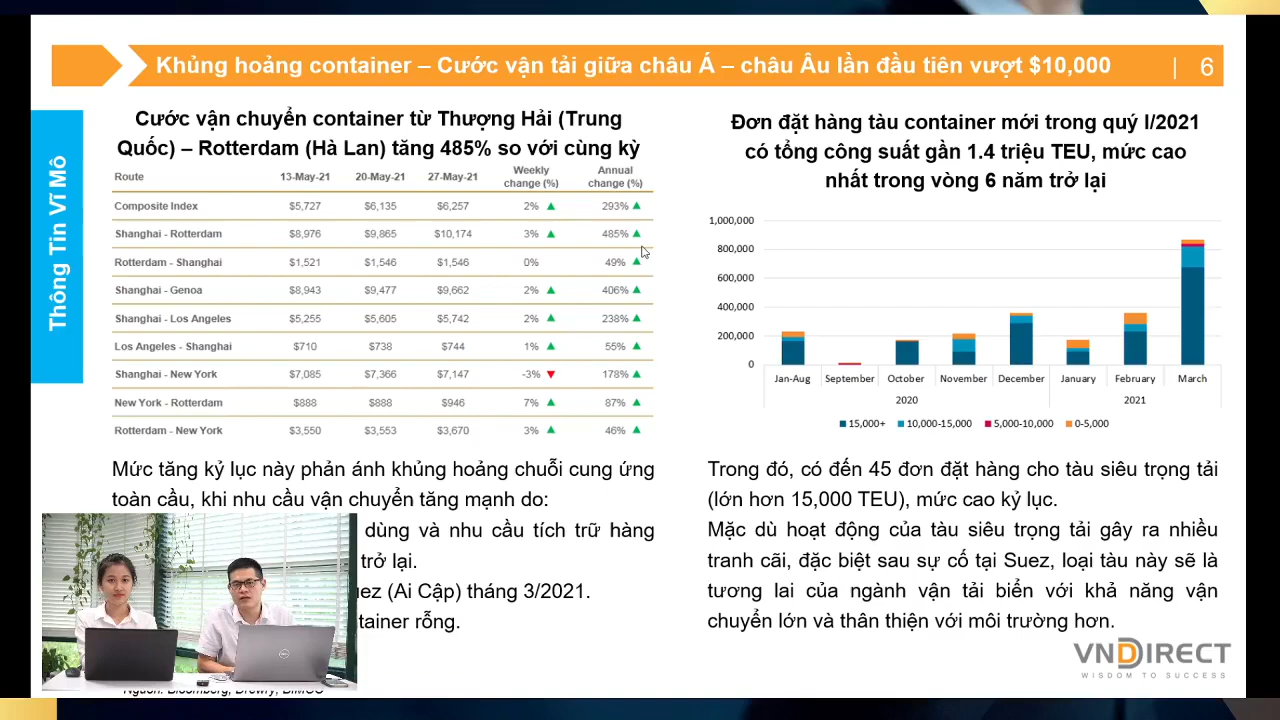 Khủng hoảng container – Cước vận tải giữa châu Á – châu Âu lần đầu tiên vượt $10,000 | 6
Thông Tin Vĩ Mô
Cước vận chuyển container từ Thượng Hải (Trung
Quốc) – Rotterdam (Hà Lan) tăng 485% so với cùng kỳ
Route 13-May-21 20-May-21 27-May-21 Weekly change (%) Annual change (%)
Composite Index $5,727 $6,135 $6,257 2% ▲ 293% ▲
Shanghai - Rotterdam $8,976 $9,865 $10,174 3% ▲ 485% ▲
Rotterdam - Shanghai $1,521 $1,546 $1,546 0% 49% ▲
Shanghai - Genoa $8,943 $9,477 $9,662 2% ▲ 406% ▲
Shanghai - Los Angeles $5,255 $5,605 $5,742 2% ▲ 238% ▲
Los Angeles - Shanghai $710 $738 $744 1% ▲ 55% ▲
Shanghai - New York $7,085 $7,366 $7,147 -3% ▼ 178% ▲
New York - Rotterdam $888 $888 $946 7% ▲ 87% ▲
Rotterdam - New York $3,550 $3,553 $3,670 3% ▲ 46% ▲
Mức tăng kỷ lục này phản ánh khủng hoảng chuỗi cung ứng
toàn cầu, khi nhu cầu vận chuyển tăng mạnh do:
dùng và nhu cầu tích trữ hàng
trở lại.
(Ai Cập) tháng 3/2021.
rỗng.
Đơn đặt hàng tàu container mới trong quý I/2021
có tổng công suất gần 1.4 triệu TEU, mức cao
nhất trong vòng 6 năm trở lại
1,000,000
800,000
600,000
400,000
200,000
0
Jan-Aug September October November December January February March
2020 2021
15,000+ 10,000-15,000 5,000-10,000 0-5,000
Trong đó, có đến 45 đơn đặt hàng cho tàu siêu trọng tải
(lớn hơn 15,000 TEU), mức cao kỷ lục.
Mặc dù hoạt động của tàu siêu trọng tải gây ra nhiều
tranh cãi, đặc biệt sau sự cố tại Suez, loại tàu này sẽ là
tương lai của ngành vận tải biển với khả năng vận
chuyển lớn và thân thiện với môi trường hơn.
VNDIRECT
WISDOM TO SUCCESS